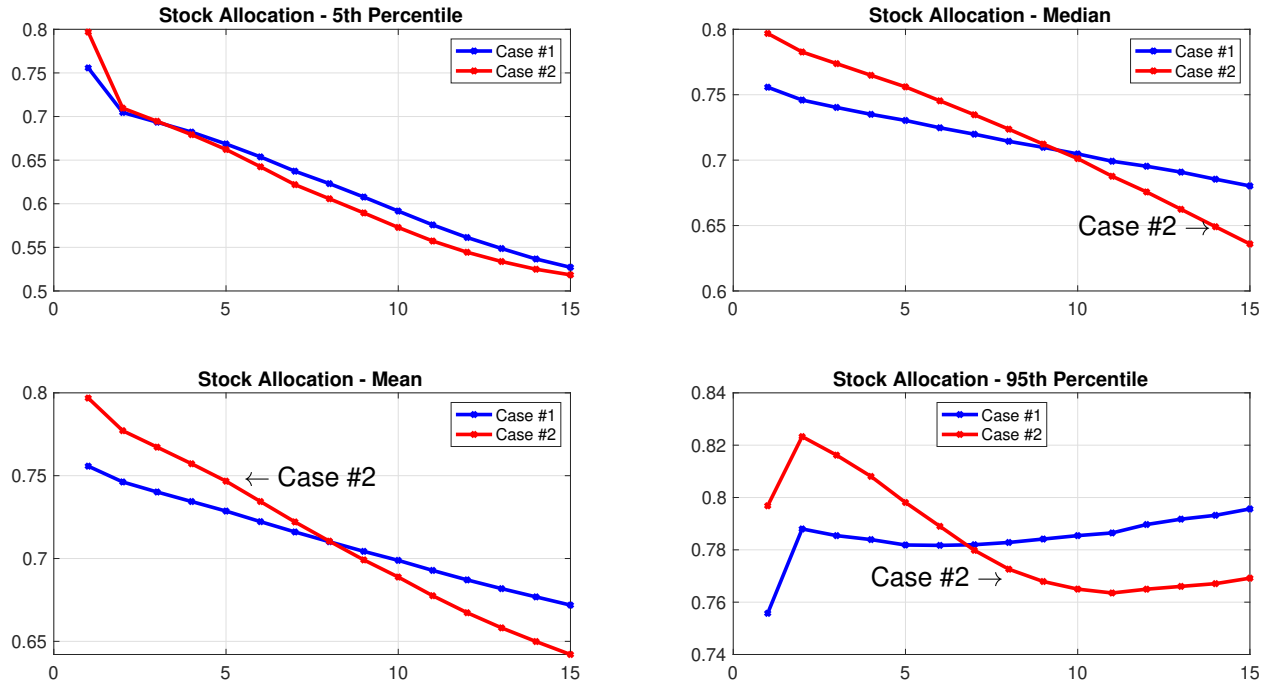 Stock Allocation - 5th Percentile
0.8
0.75
0.7
0.65
0.6
0.55
0.5
0 5 10 15
Case #1
Case #2
Stock Allocation - Median
0.8
0.75
0.7
0.65
0.6
0 5 10 15
Case #1
Case #2
Case #2 →
Stock Allocation - Mean
0.8
0.75
0.7
0.65
0 5 10 15
Case #1
Case #2
← Case #2
Stock Allocation - 95th Percentile
0.84
0.82
0.8
0.78
0.76
0.74
0 5 10 15
Case #1
Case #2
Case #2 →